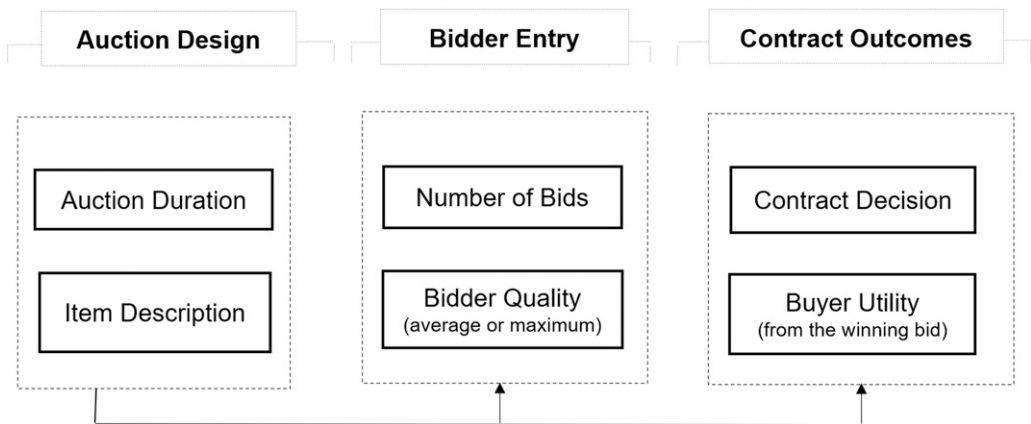 Auction Design
Bidder Entry
Contract Outcomes
Auction Duration
Item Description
Number of Bids
Bidder Quality
(average or maximum)
Contract Decision
Buyer Utility
(from the winning bid)